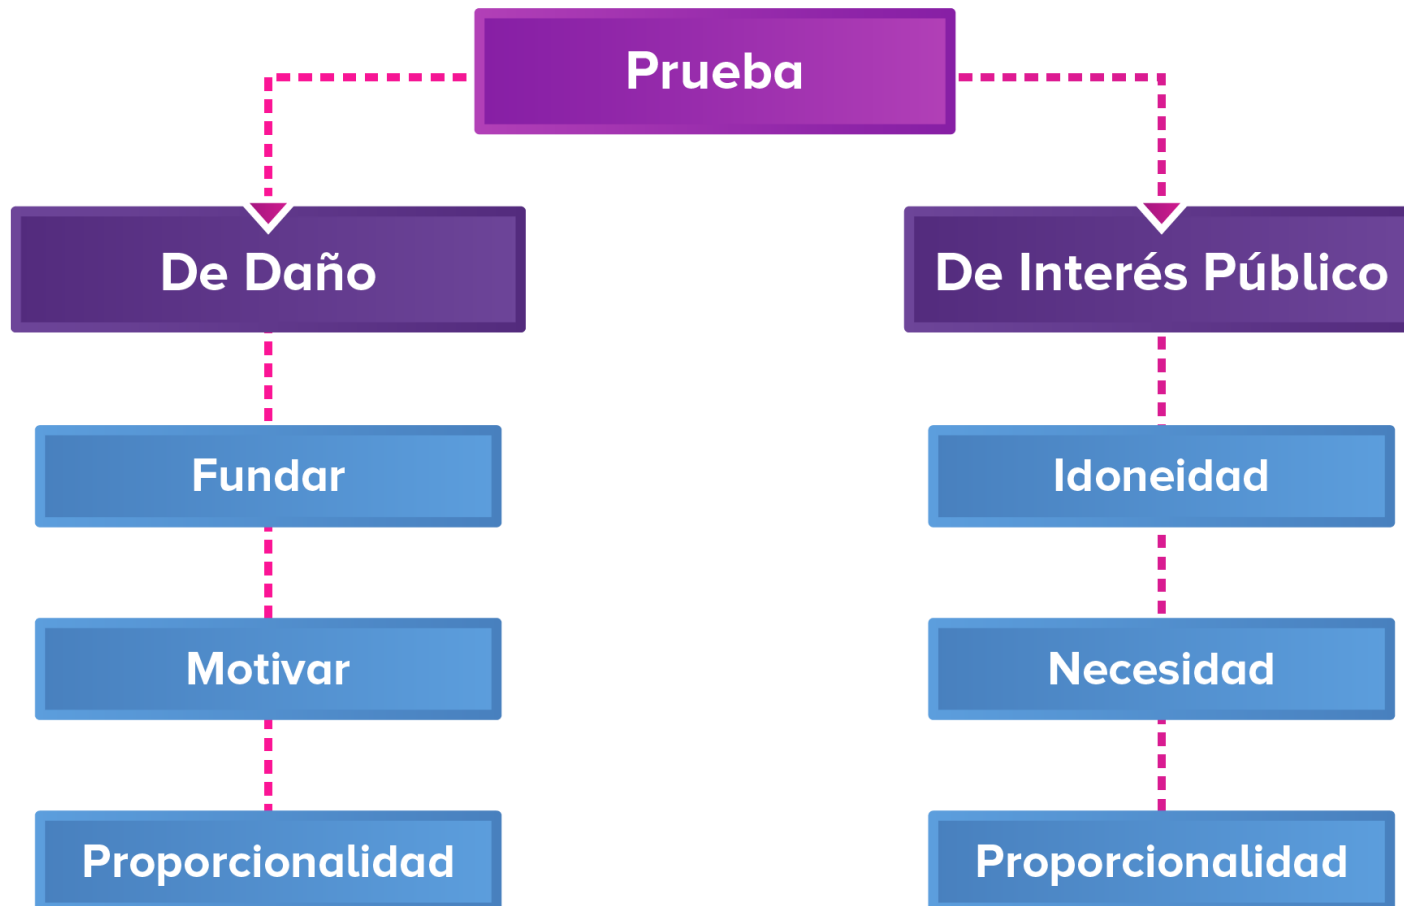 Prueba
De Daño
De Interés Público
Fundar
Idoneidad
Motivar
Necesidad
Proporcionalidad
Proporcionalidad